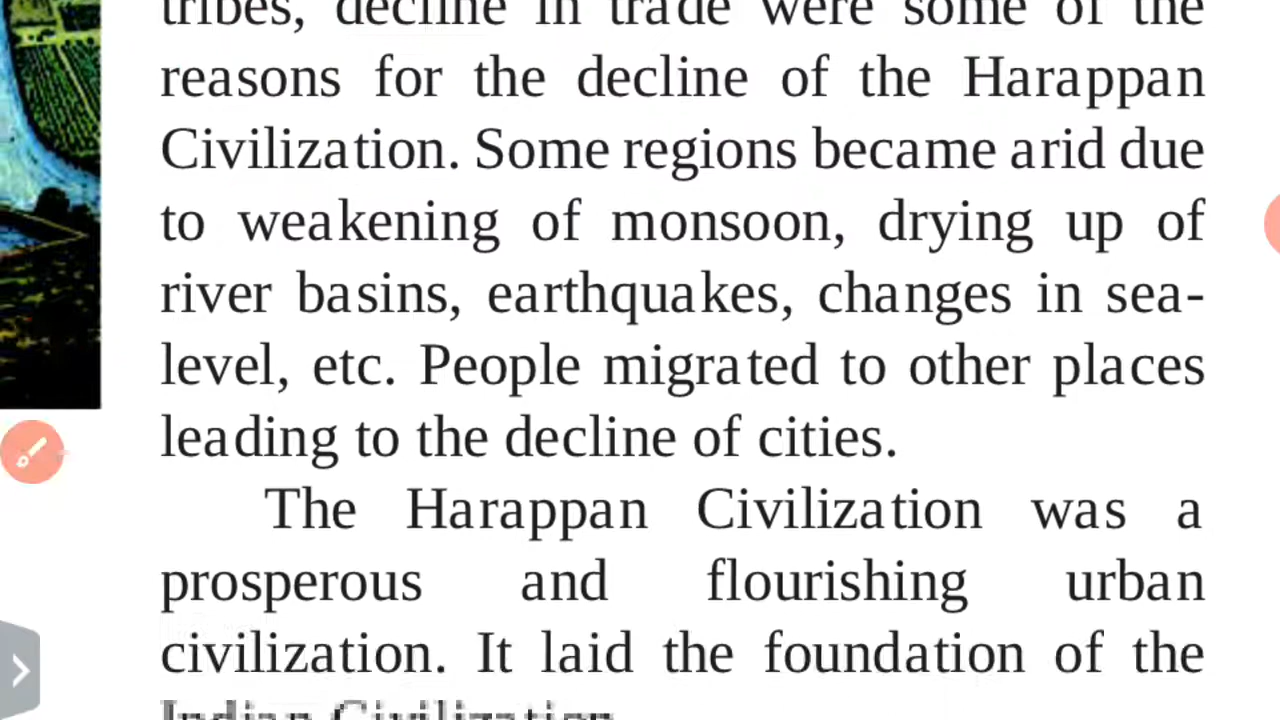 tribes, decline in trade were some of the
reasons for the decline of the Harappan
Civilization. Some regions became arid due
to weakening of monsoon, drying up of
river basins, earthquakes, changes in sea-
level, etc. People migrated to other places
leading to the decline of cities.
The Harappan Civilization was a
prosperous and flourishing urban
civilization. It laid the foundation of the
Indian Civilization.